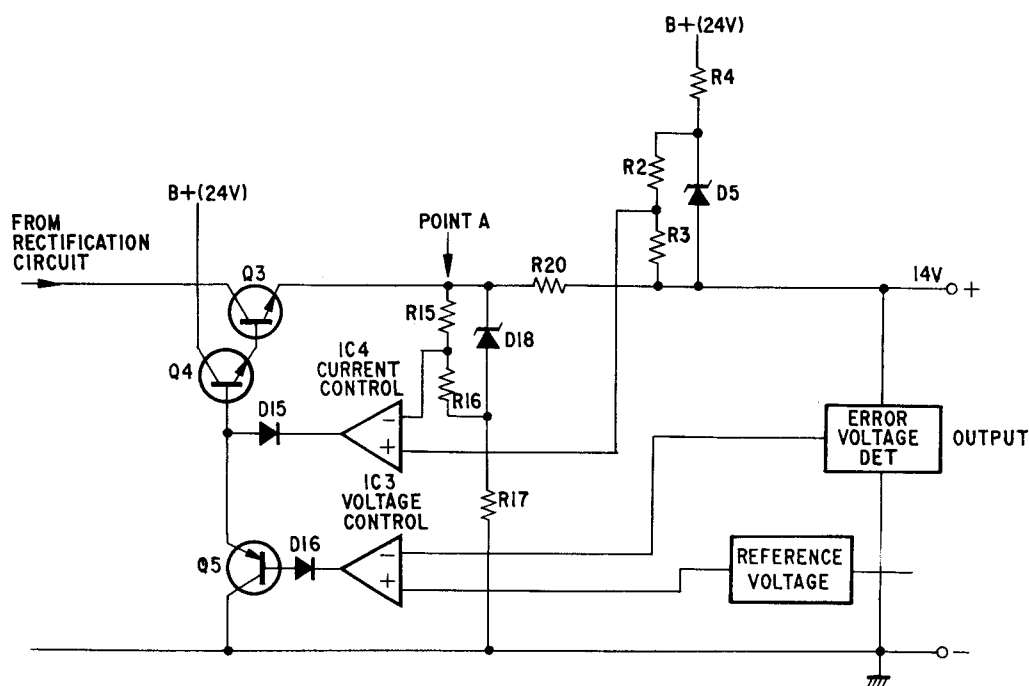 B+(24V)
R4
R2
D5
B+(24V)
FROM
RECTIFICATION
CIRCUIT
POINT A
R3
Q3
R20
14V
+
R15
D18
IC4
CURRENT
CONTROL
Q4
R16
D15
−
+
ERROR
VOLTAGE
DET
OUTPUT
IC3
VOLTAGE
CONTROL
R17
D16
Q5
−
+
REFERENCE
VOLTAGE
−